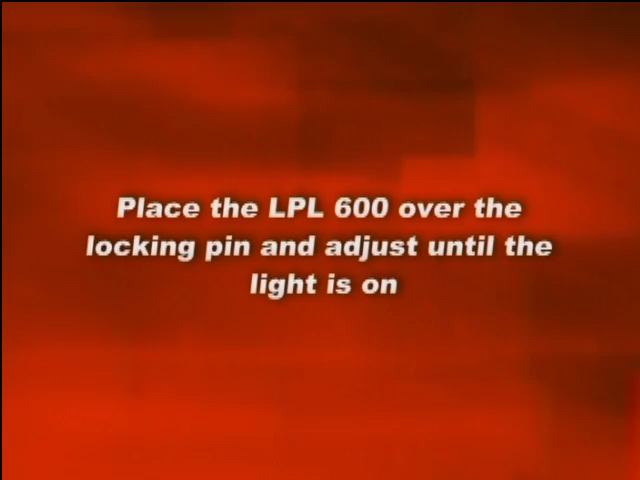 Place the LPL 600 over the
locking pin and adjust until the
light is on